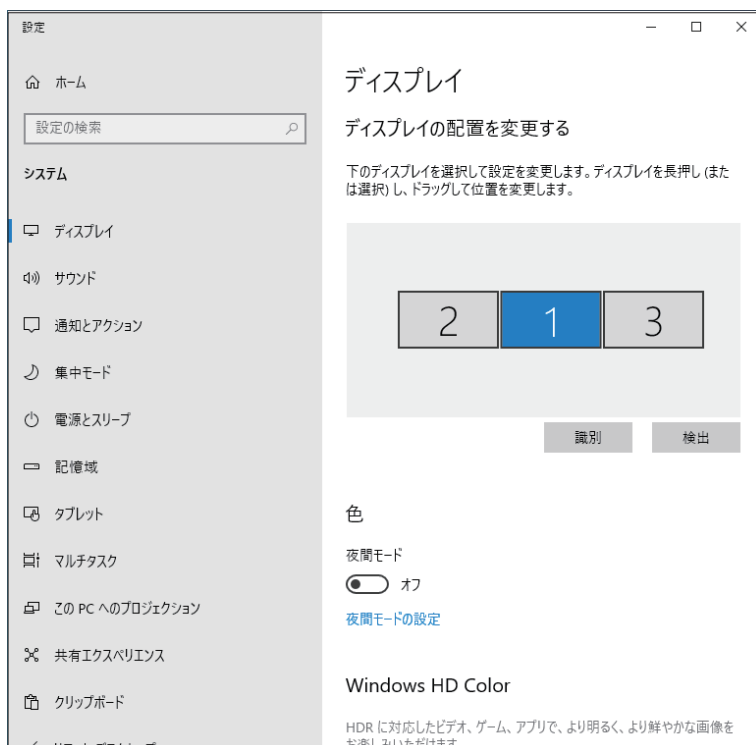 設定
ホーム
設定の検索
システム
ディスプレイ
サウンド
通知とアクション
集中モード
電源とスリープ
記憶域
タブレット
マルチタスク
この PC へのプロジェクション
共有エクスペリエンス
クリップボード
ディスプレイ
ディスプレイの配置を変更する
下のディスプレイを選択して設定を変更します。ディスプレイを長押し (また
は選択) し、ドラッグして位置を変更します。
2 1 3
識別 検出
色
夜間モード
オフ
夜間モードの設定
Windows HD Color
HDR に対応したビデオ、ゲーム、アプリで、より明るく、より鮮やかな画像を
お楽しみいただけます